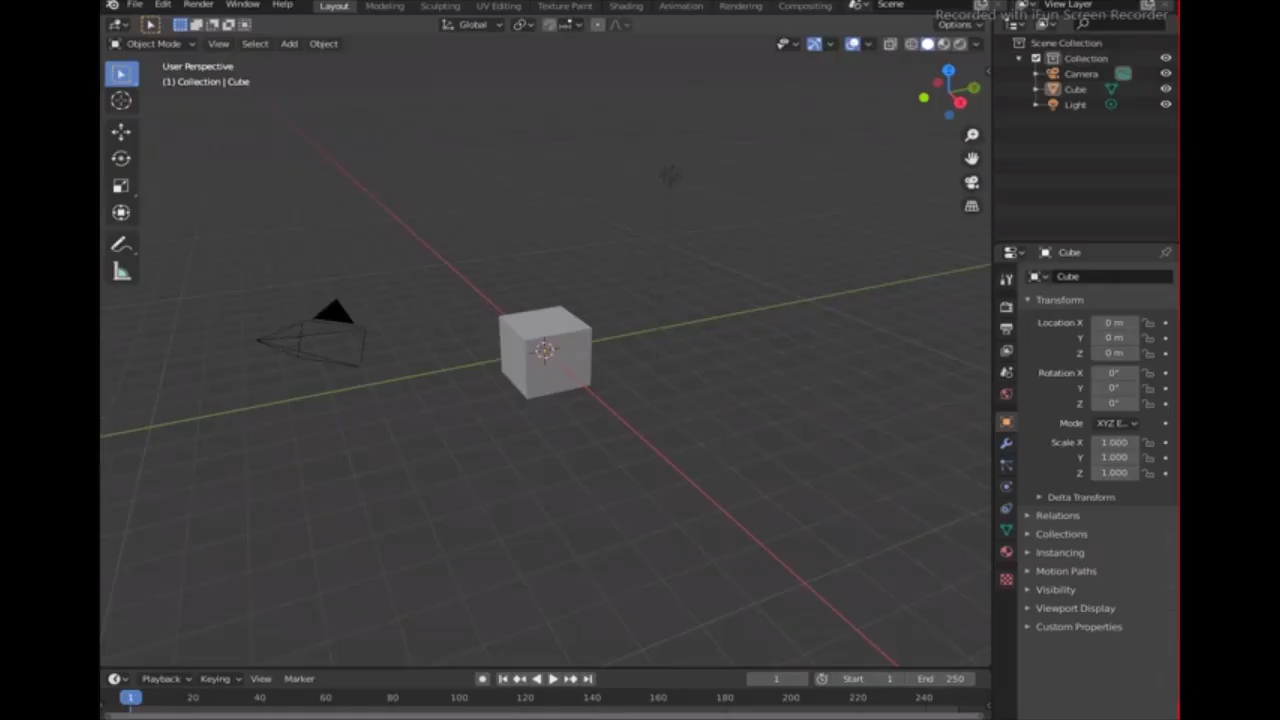 File Edit Render Window Help Layout Modeling Sculpting UV Editing Texture Paint Shading Animation Rendering Compositing Scene View Layer
Recorded with iFun Screen Recorder
Global Options
Object Mode View Select Add Object
User Perspective
(1) Collection | Cube
Scene Collection
Collection
Camera
Cube
Light
Cube
Cube
Transform
Location X 0 m
Y 0 m
Z 0 m
Rotation X 0°
Y 0°
Z 0°
Mode XYZ E...
Scale X 1.000
Y 1.000
Z 1.000
Delta Transform
Relations
Collections
Instancing
Motion Paths
Visibility
Viewport Display
Custom Properties
Playback Keying View Marker 1 Start 1 End 250
1 20 40 60 80 100 120 140 160 180 200 220 240